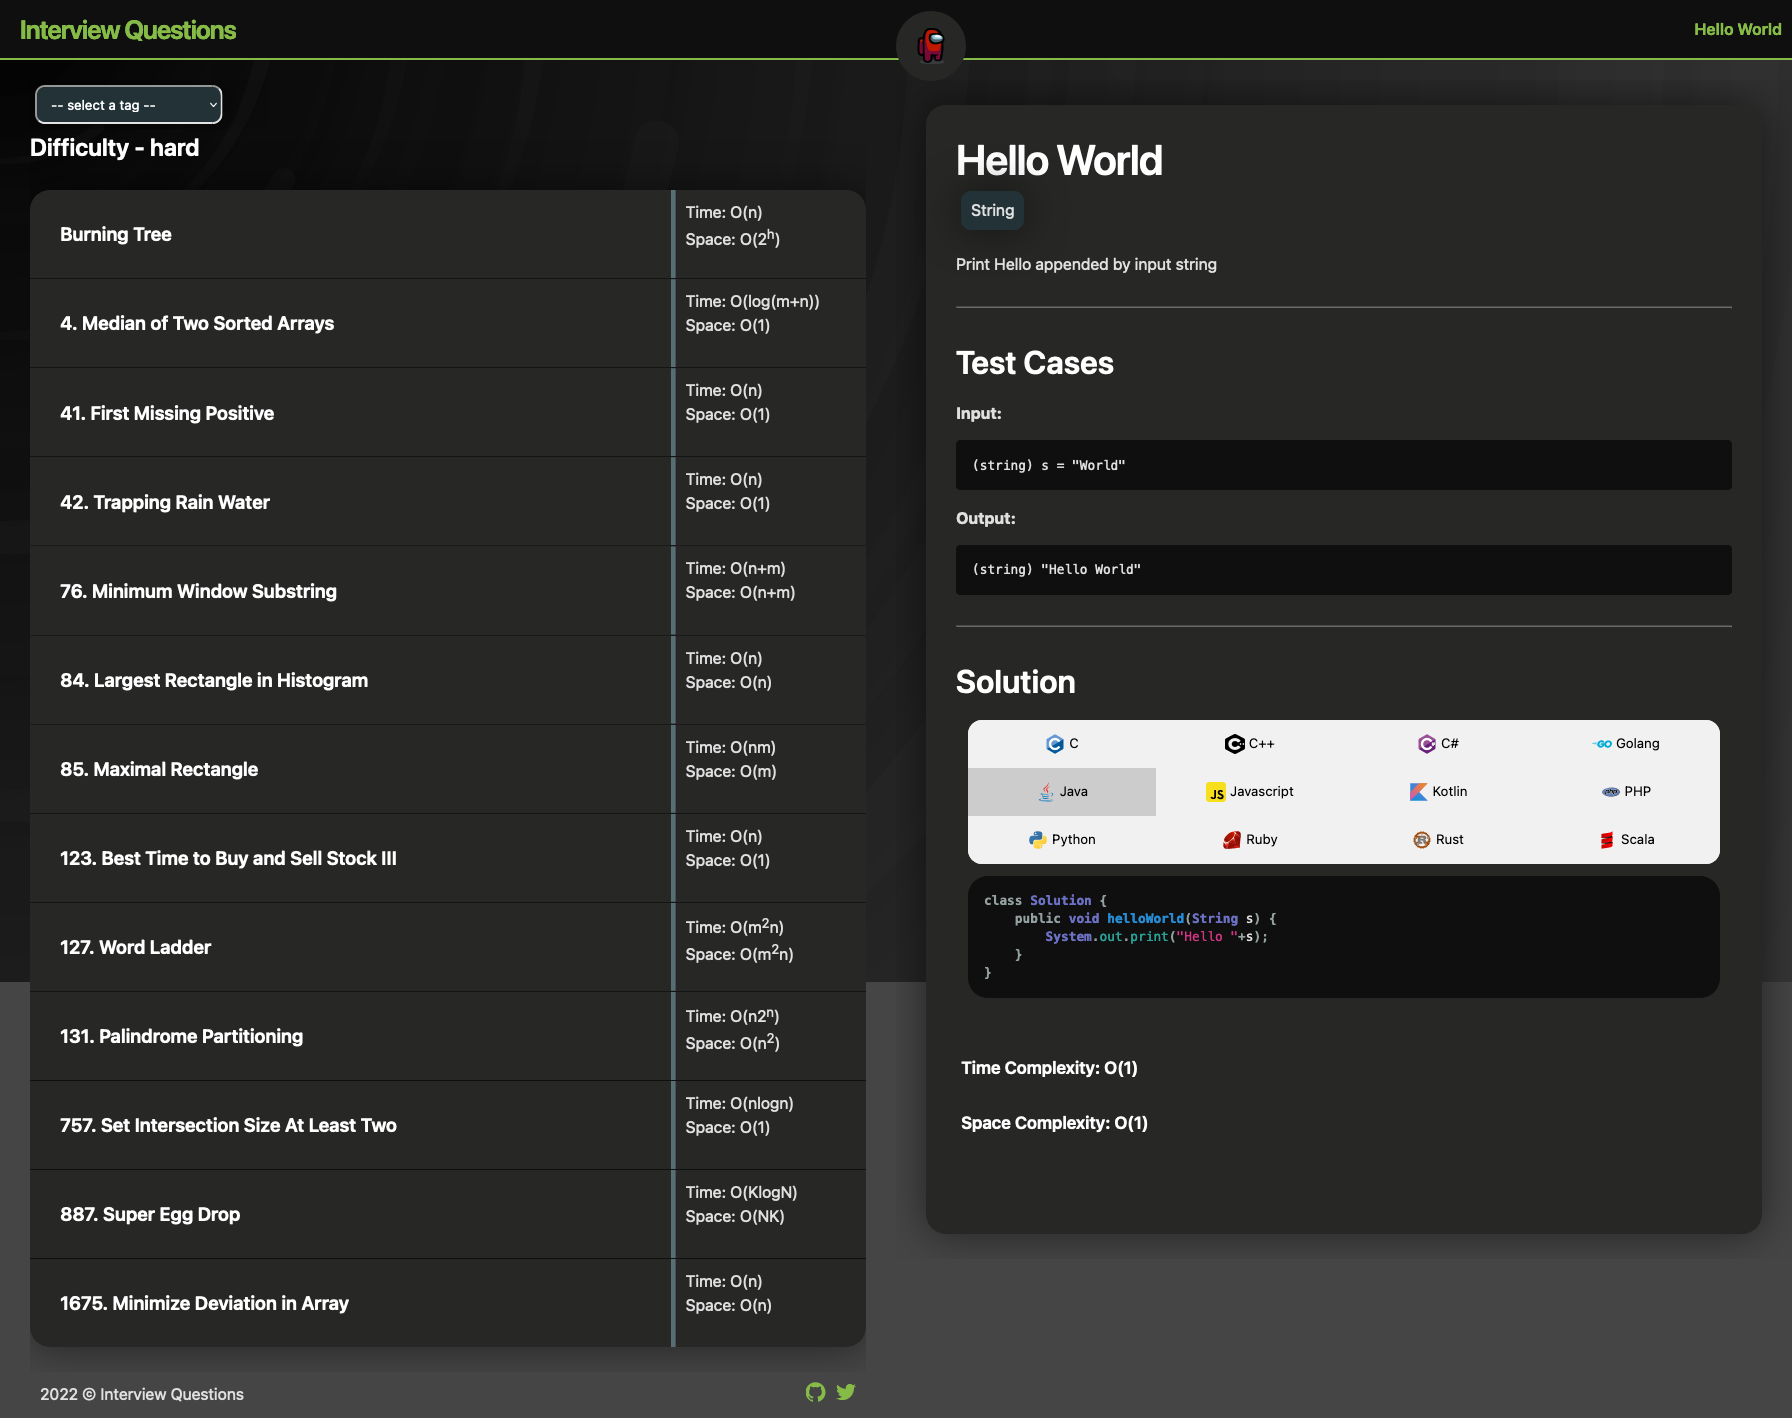 Interview Questions
Hello World
-- select a tag --
Difficulty - hard
Burning Tree
Time: O(n)
Space: O(2^h)
4. Median of Two Sorted Arrays
Time: O(log(m+n))
Space: O(1)
41. First Missing Positive
Time: O(n)
Space: O(1)
42. Trapping Rain Water
Time: O(n)
Space: O(1)
76. Minimum Window Substring
Time: O(n+m)
Space: O(n+m)
84. Largest Rectangle in Histogram
Time: O(n)
Space: O(n)
85. Maximal Rectangle
Time: O(nm)
Space: O(m)
123. Best Time to Buy and Sell Stock III
Time: O(n)
Space: O(1)
127. Word Ladder
Time: O(m²n)
Space: O(m²n)
131. Palindrome Partitioning
Time: O(n2ⁿ)
Space: O(n²)
757. Set Intersection Size At Least Two
Time: O(nlogn)
Space: O(1)
887. Super Egg Drop
Time: O(KlogN)
Space: O(NK)
1675. Minimize Deviation in Array
Time: O(n)
Space: O(n)
2022 © Interview Questions
Hello World
String
Print Hello appended by input string
Test Cases
Input:
(string) s = "World"
Output:
(string) "Hello World"
Solution
C
C++
C#
GO Golang
Java
JS Javascript
Kotlin
php PHP
Python
Ruby
Rust
Scala
class Solution {
    public void helloWorld(String s) {
        System.out.print("Hello "+s);
    }
}
Time Complexity: O(1)
Space Complexity: O(1)